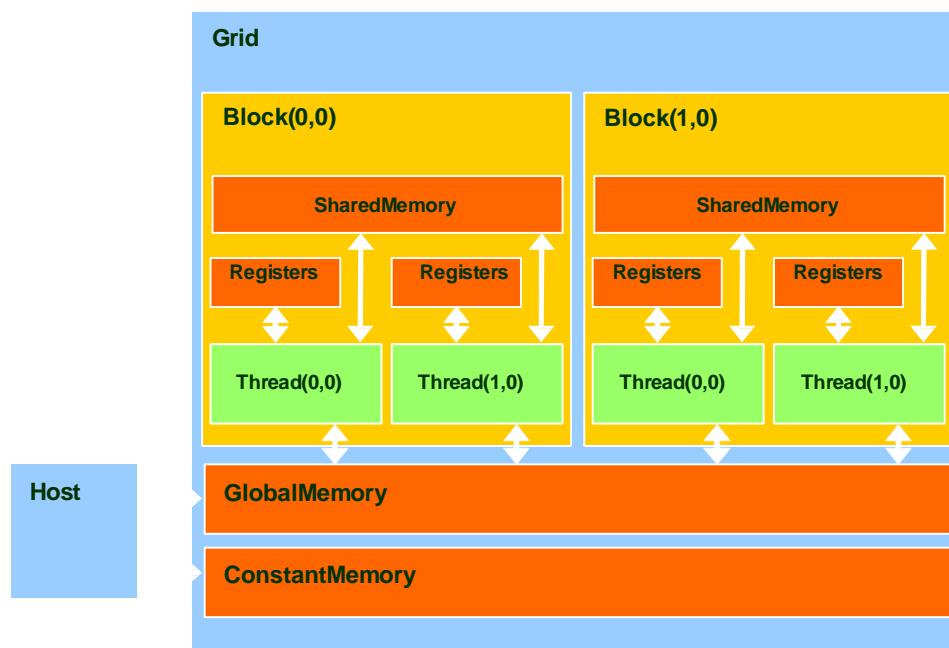 Grid
Block(0,0)
Block(1,0)
SharedMemory
SharedMemory
Registers
Registers
Registers
Registers
Thread(0,0)
Thread(1,0)
Thread(0,0)
Thread(1,0)
Host
GlobalMemory
ConstantMemory